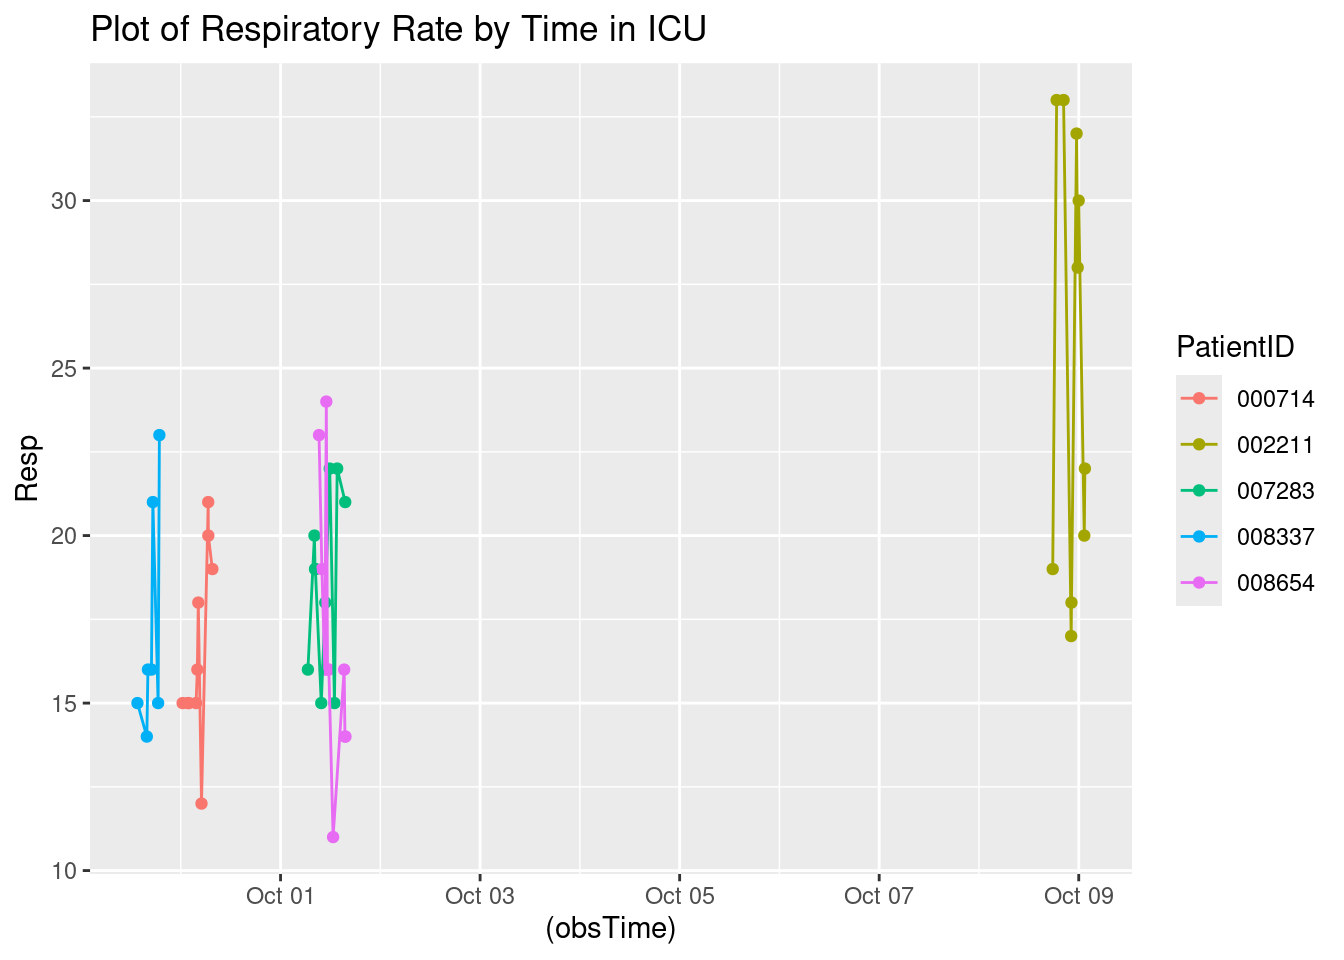 Plot of Respiratory Rate by Time in ICU
30
25
20
15
10
Resp
Oct 01 Oct 03 Oct 05 Oct 07 Oct 09
(obsTime)
PatientID
000714
002211
007283
008337
008654